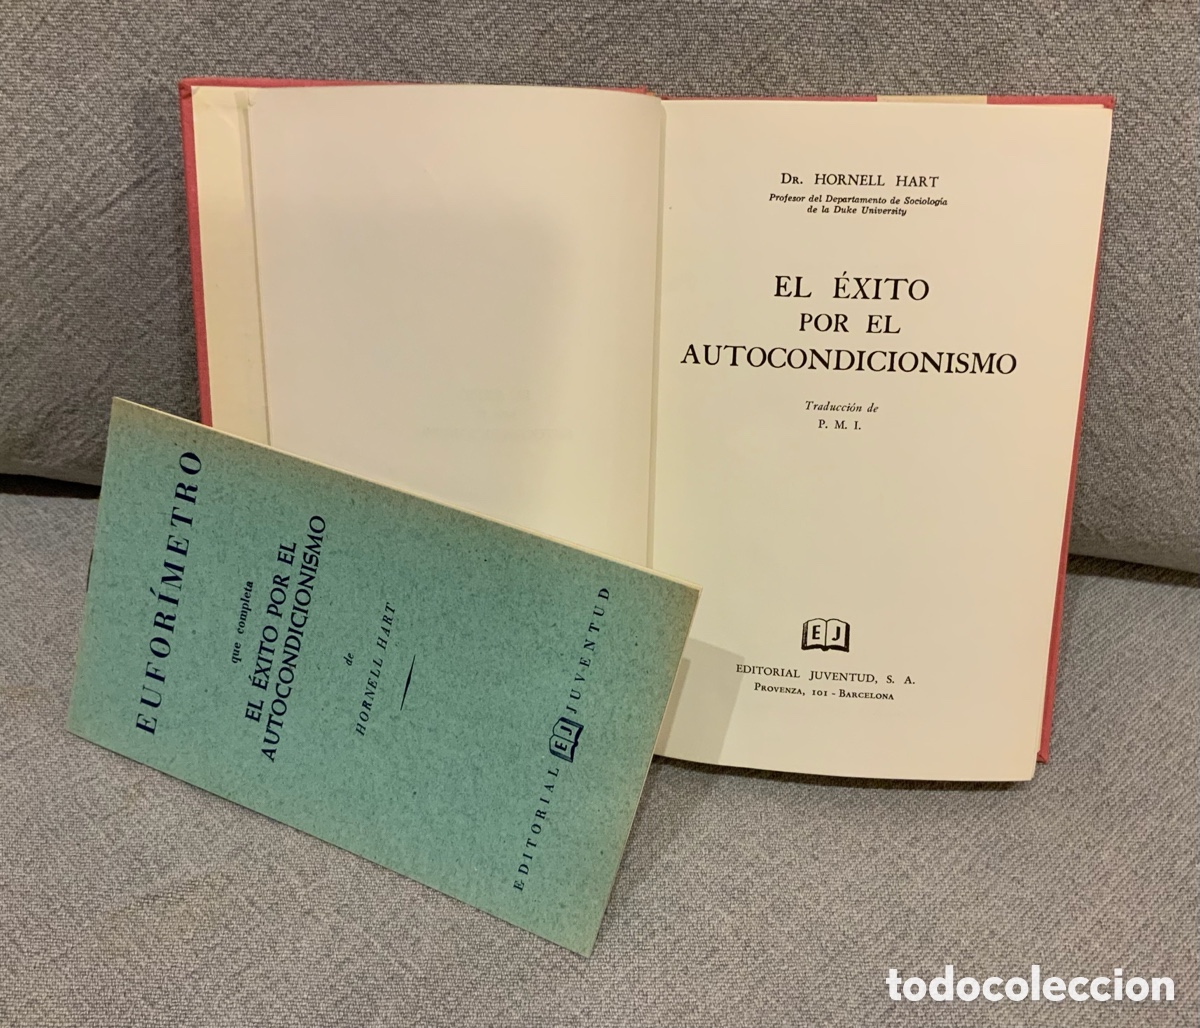 DR. HORNELL HART
Profesor del Departamento de Sociología
de la Duke University
EL ÉXITO
POR EL
AUTOCONDICIONISMO
Traducción de
P. M. I.
E J
EDITORIAL JUVENTUD, S. A.
PROVENZA, 101 - BARCELONA
EUFORÍMETRO
que completa
EL ÉXITO POR EL
AUTOCONDICIONISMO
de
HORNELL HART
EDITORIAL EJ JUVENTUD
todocoleccion